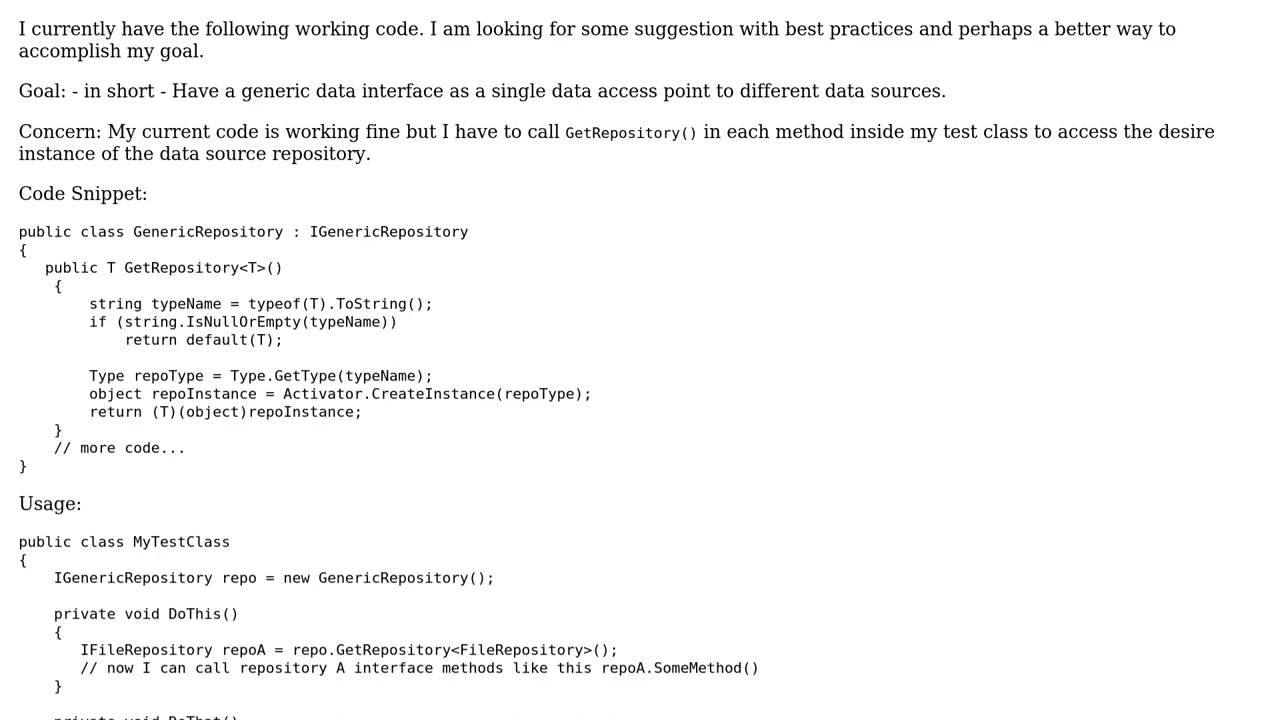 I currently have the following working code. I am looking for some suggestion with best practices and perhaps a better way to
accomplish my goal.
Goal: - in short - Have a generic data interface as a single data access point to different data sources.
Concern: My current code is working fine but I have to call GetRepository() in each method inside my test class to access the desire
instance of the data source repository.
Code Snippet:
public class GenericRepository : IGenericRepository
{
   public T GetRepository<T>()
    {
        string typeName = typeof(T).ToString();
        if (string.IsNullOrEmpty(typeName))
            return default(T);

        Type repoType = Type.GetType(typeName);
        object repoInstance = Activator.CreateInstance(repoType);
        return (T)(object)repoInstance;
    }
    // more code...
}
Usage:
public class MyTestClass
{
    IGenericRepository repo = new GenericRepository();

    private void DoThis()
    {
       IFileRepository repoA = repo.GetRepository<FileRepository>();
       // now I can call repository A interface methods like this repoA.SomeMethod()
    }

    private void DoThat()